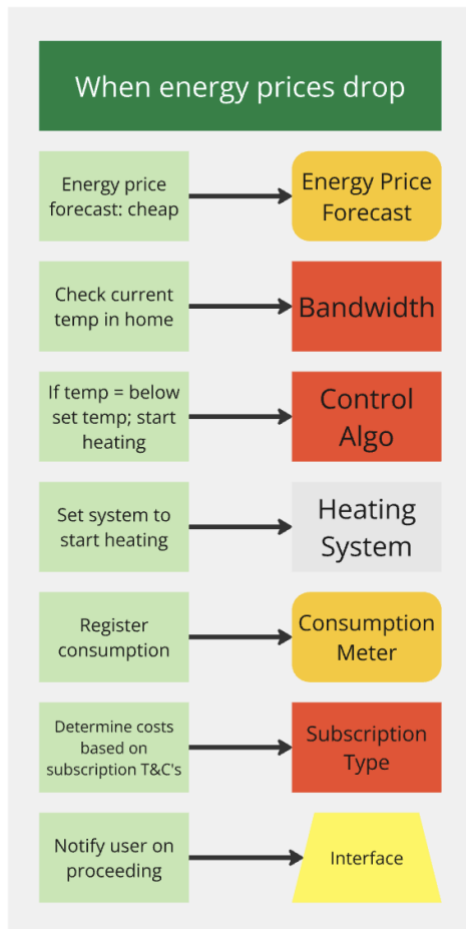 When energy prices drop
Energy price
forecast: cheap
Energy Price
Forecast
Check current
temp in home
Bandwidth
If temp = below
set temp; start
heating
Control
Algo
Set system to
start heating
Heating
System
Register
consumption
Consumption
Meter
Determine costs
based on
subscription T&C's
Subscription
Type
Notify user on
proceeding
Interface